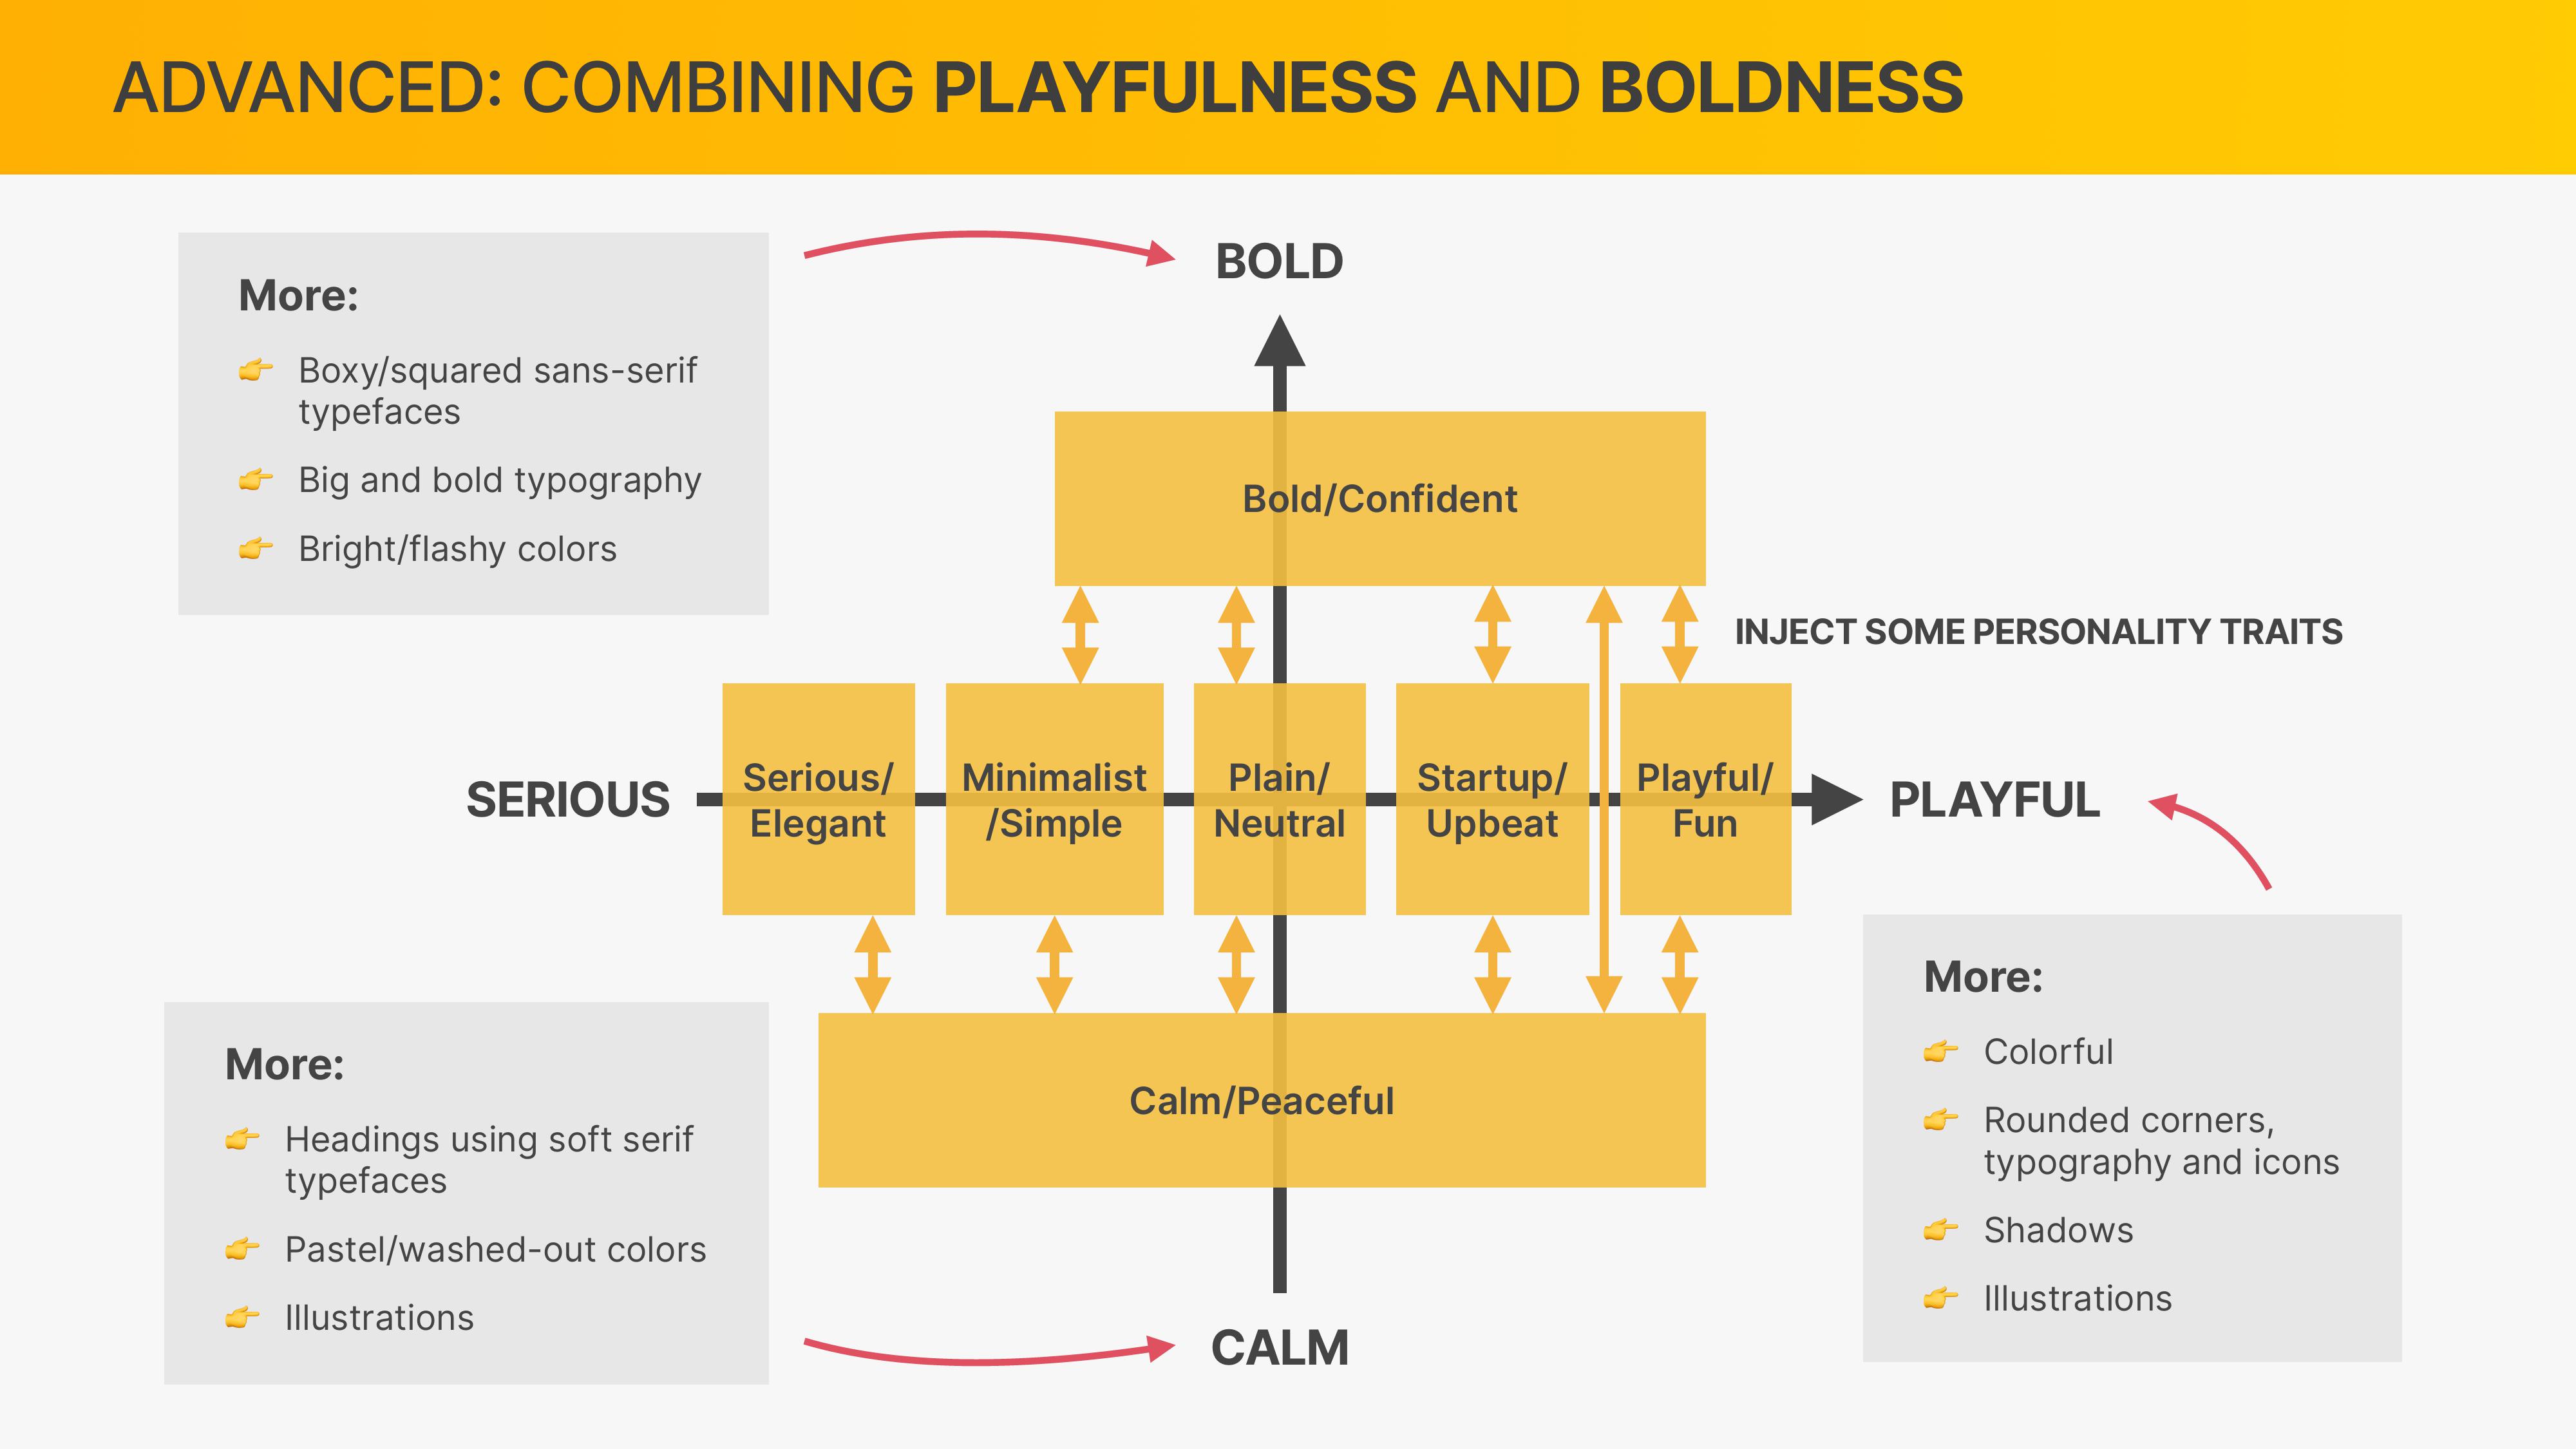 ADVANCED: COMBINING PLAYFULNESS AND BOLDNESS
More:
Boxy/squared sans-serif
typefaces
Big and bold typography
Bright/flashy colors
BOLD
Bold/Confident
INJECT SOME PERSONALITY TRAITS
SERIOUS
Serious/
Elegant
Minimalist
/Simple
Plain/
Neutral
Startup/
Upbeat
Playful/
Fun
PLAYFUL
Calm/Peaceful
More:
Headings using soft serif
typefaces
Pastel/washed-out colors
Illustrations
CALM
More:
Colorful
Rounded corners,
typography and icons
Shadows
Illustrations